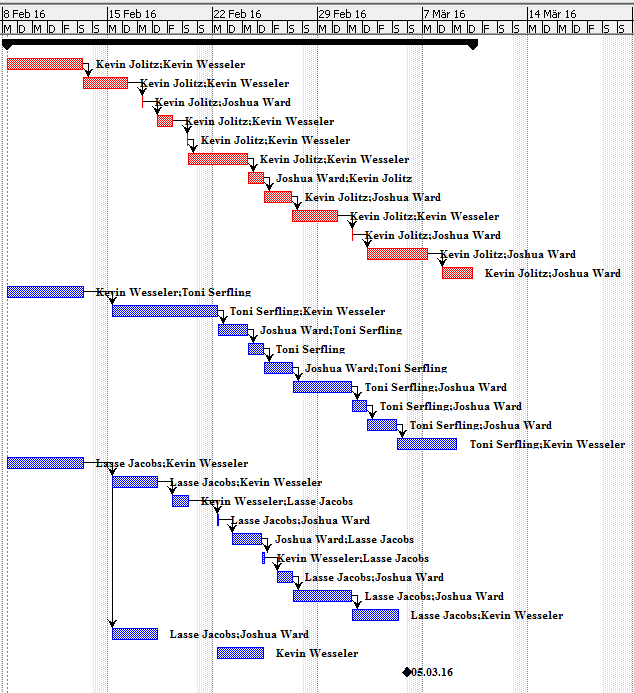 8 Feb 16 15 Feb 16 22 Feb 16 29 Feb 16 7 Mär 16 14 Mär 16
M D M D F S S M D M D F S S M D M D F S S M D M D F S S M D M D F S S M D M D F S S
Kevin Jolitz;Kevin Wesseler
Kevin Jolitz;Kevin Wesseler
Kevin Jolitz;Joshua Ward
Kevin Jolitz;Kevin Wesseler
Kevin Jolitz;Kevin Wesseler
Kevin Jolitz;Kevin Wesseler
Joshua Ward;Kevin Jolitz
Kevin Jolitz;Joshua Ward
Kevin Jolitz;Kevin Wesseler
Kevin Jolitz;Joshua Ward
Kevin Jolitz;Joshua Ward
Kevin Jolitz;Joshua Ward
Kevin Wesseler;Toni Serfling
Toni Serfling;Kevin Wesseler
Joshua Ward;Toni Serfling
Toni Serfling
Joshua Ward;Toni Serfling
Toni Serfling;Joshua Ward
Toni Serfling;Joshua Ward
Toni Serfling;Joshua Ward
Toni Serfling;Kevin Wesseler
Lasse Jacobs;Kevin Wesseler
Lasse Jacobs;Kevin Wesseler
Kevin Wesseler;Lasse Jacobs
Lasse Jacobs;Joshua Ward
Joshua Ward;Lasse Jacobs
Kevin Wesseler;Lasse Jacobs
Lasse Jacobs;Joshua Ward
Lasse Jacobs;Joshua Ward
Lasse Jacobs;Kevin Wesseler
Lasse Jacobs;Joshua Ward
Kevin Wesseler
05.03.16